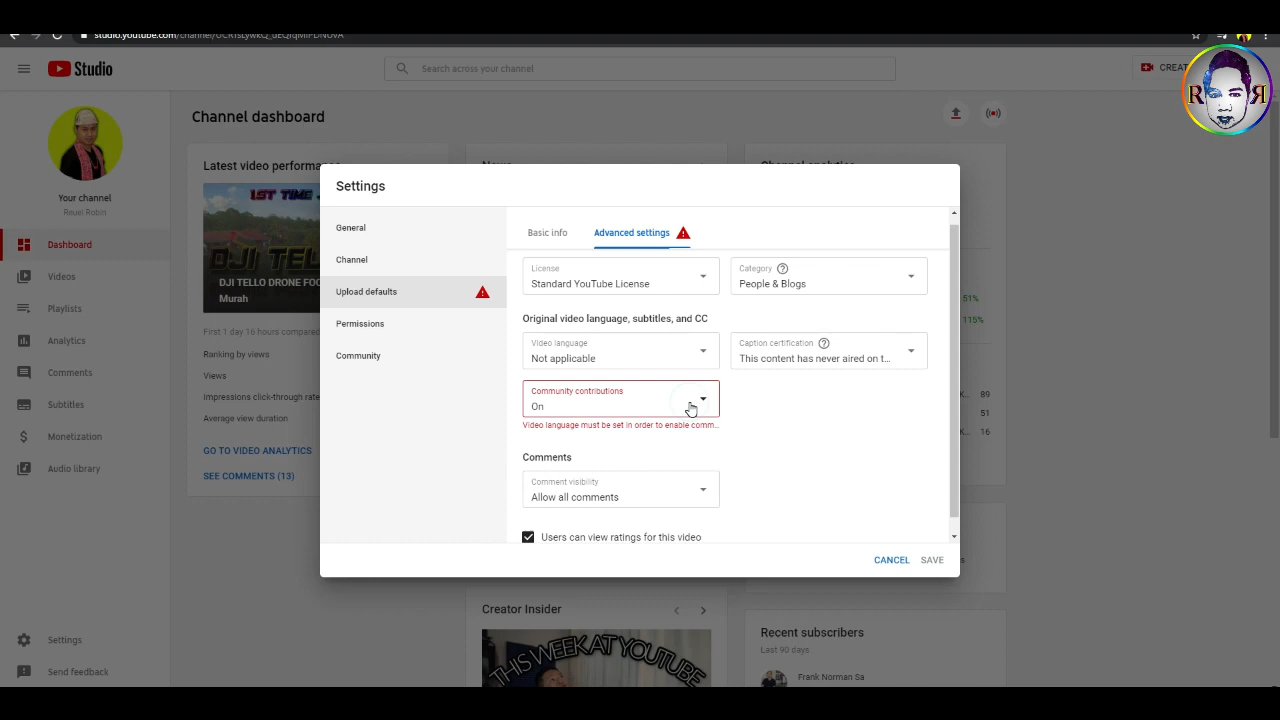 studio.youtube.com/channel/
Studio
Search across your channel
CREAT
R R
Your channel
Reuel Robin
Dashboard
Videos
Playlists
Analytics
Comments
Subtitles
Monetization
Audio library
Settings
Send feedback
Channel dashboard
Latest video performance
1ST TIME
DJI TELLO
DJI TELLO DRONE FOO
Murah
First 1 day 16 hours compared
Ranking by views
Views
Impressions click-through rate
Average view duration
GO TO VIDEO ANALYTICS
SEE COMMENTS (13)
News
Channel analytics
51%
115%
89
51
16
Settings
General
Channel
Upload defaults
Permissions
Community
Basic info
Advanced settings
License
Standard YouTube License
Category
People & Blogs
Original video language, subtitles, and CC
Video language
Not applicable
Caption certification
This content has never aired on t...
Community contributions
On
Video language must be set in order to enable comm...
Comments
Comment visibility
Allow all comments
Users can view ratings for this video
CANCEL
SAVE
Creator Insider
THIS WEEK AT YOUTUBE
Recent subscribers
Last 90 days
Frank Norman Sa